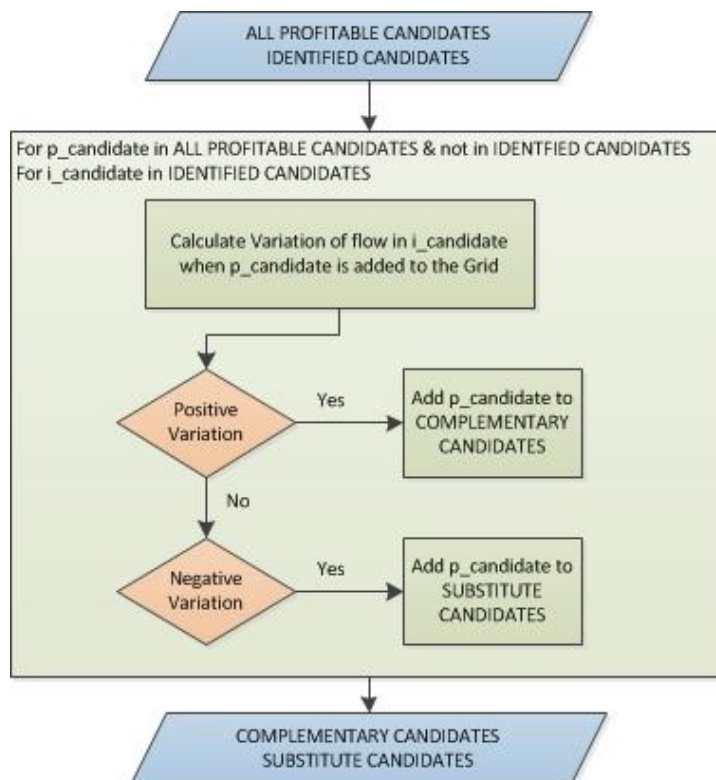 ALL PROFITABLE CANDIDATES
IDENTIFIED CANDIDATES
For p_candidate in ALL PROFITABLE CANDIDATES & not in IDENTFIED CANDIDATES
For i_candidate in IDENTIFIED CANDIDATES
Calculate Variation of flow in i_candidate
when p_candidate is added to the Grid
Positive
Variation
Yes
Add p_candidate to
COMPLEMENTARY
CANDIDATES
No
Negative
Variation
Yes
Add p_candidate to
SUBSTITUTE
CANDIDATES
COMPLEMENTARY CANDIDATES
SUBSTITUTE CANDIDATES